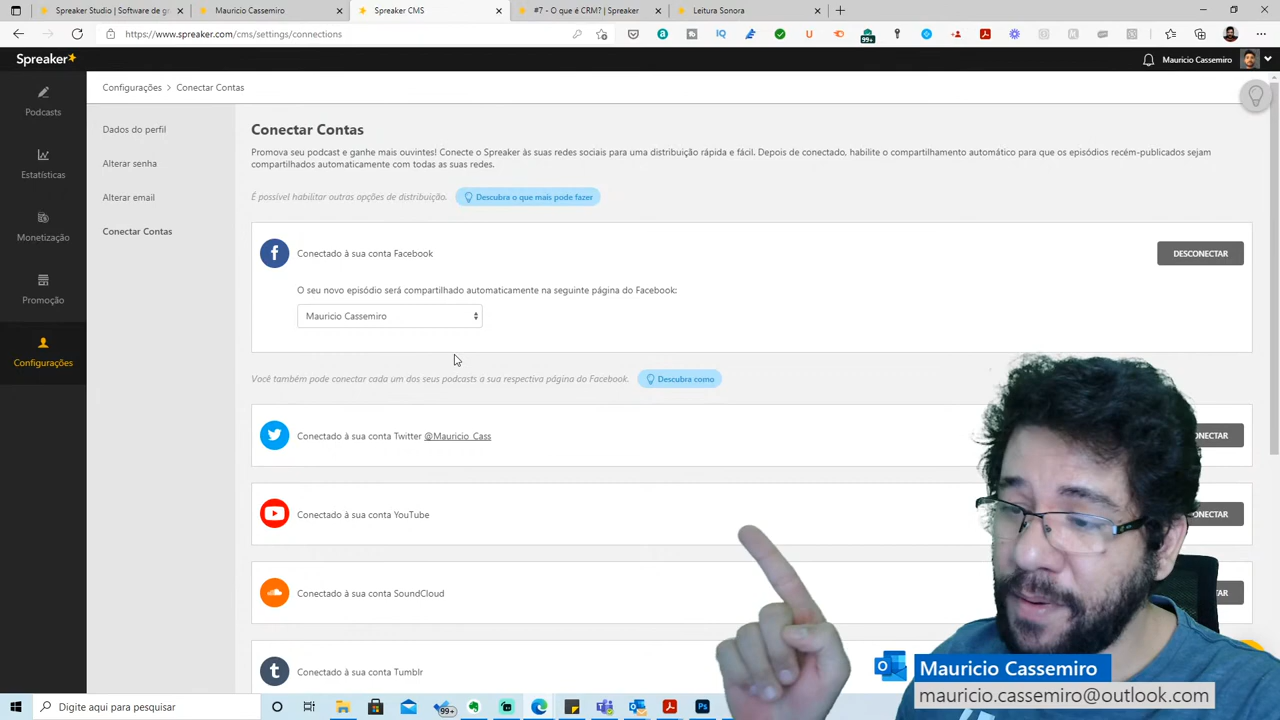 Spreaker Studio | Software de gr
Mauricio Cassemiro
Spreaker CMS
#7 - O que é CRM? | Spreaker
Leitura Sonora
https://www.spreaker.com/cms/settings/connections
Spreaker
Mauricio Cassemiro
Podcasts
Estatísticas
Monetização
Promoção
Configurações
Configurações > Conectar Contas
Dados do perfil
Alterar senha
Alterar email
Conectar Contas
Conectar Contas
Promova seu podcast e ganhe mais ouvintes! Conecte o Spreaker às suas redes sociais para uma distribuição rápida e fácil. Depois de conectado, habilite o compartilhamento automático para que os episódios recém-publicados sejam
compartilhados automaticamente com todas as suas redes.
É possível habilitar outras opções de distribuição.
Descubra o que mais pode fazer
Conectado à sua conta Facebook
DESCONECTAR
O seu novo episódio será compartilhado automaticamente na seguinte página do Facebook:
Mauricio Cassemiro
Você também pode conectar cada um dos seus podcasts a sua respectiva página do Facebook.
Descubra como
Conectado à sua conta Twitter @Mauricio_Cass
ONECTAR
Conectado à sua conta YouTube
ONECTAR
Conectado à sua conta SoundCloud
TAR
Conectado à sua conta Tumblr
Mauricio Cassemiro
mauricio.cassemiro@outlook.com
Digite aqui para pesquisar
99+